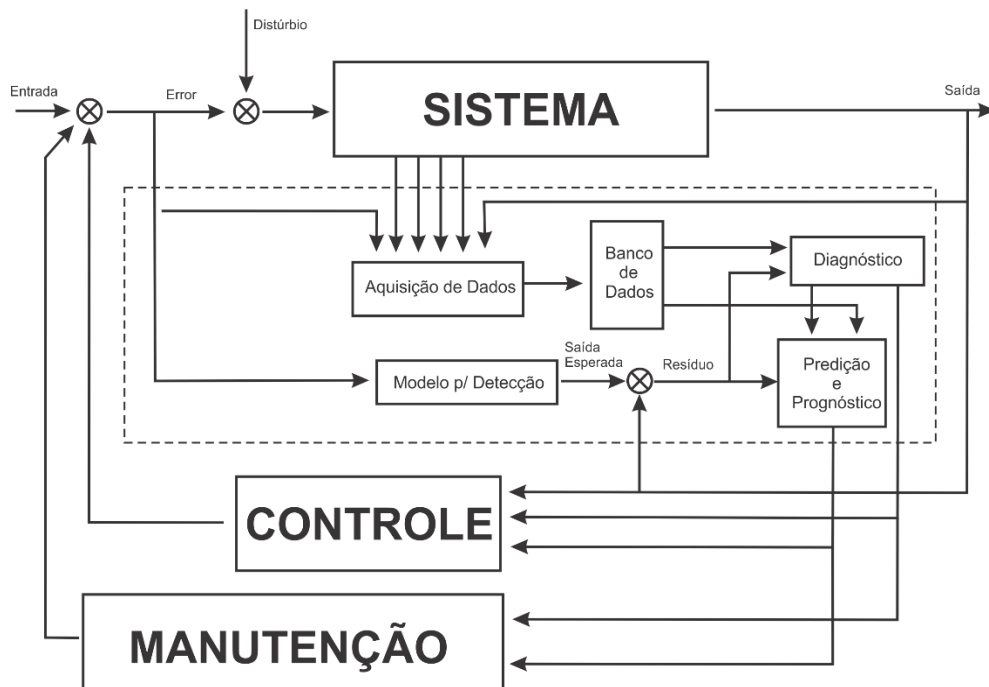 Distúrbio
Entrada
Error
SISTEMA
Saída
Aquisição de Dados
Banco
de
Dados
Diagnóstico
Modelo p/ Detecção
Saída
Esperada
Resíduo
Predição
e
Prognóstico
CONTROLE
MANUTENÇÃO